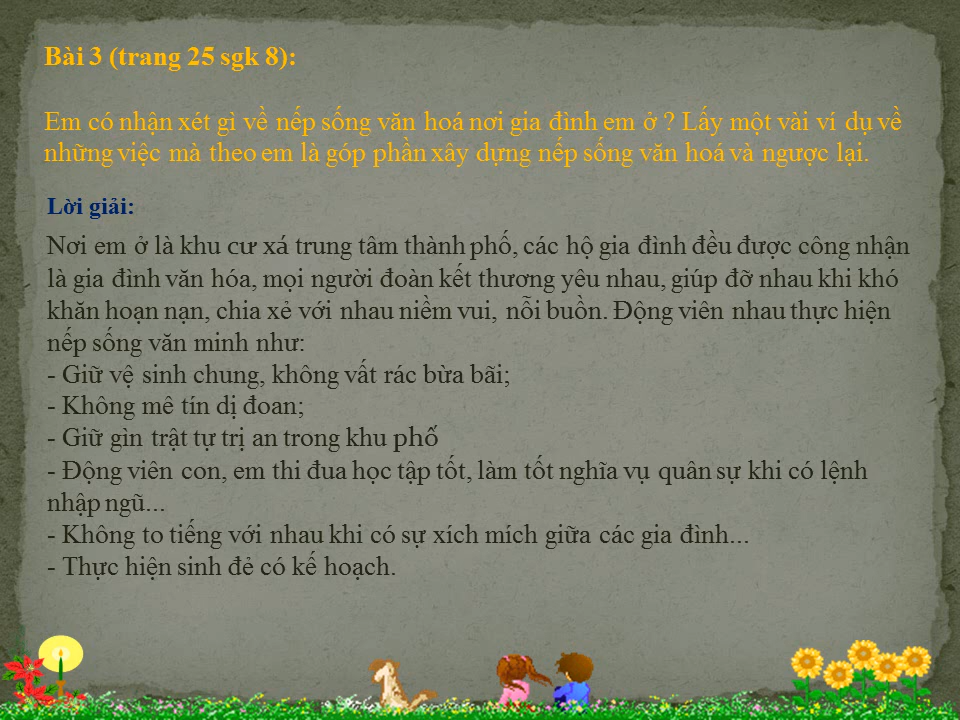 Bài 3 (trang 25 sgk 8):
Em có nhận xét gì về nếp sống văn hoá nơi gia đình em ở ? Lấy một vài ví dụ về
những việc mà theo em là góp phần xây dựng nếp sống văn hoá và ngược lại.
Lời giải:
Nơi em ở là khu cư xá trung tâm thành phố, các hộ gia đình đều được công nhận
là gia đình văn hóa, mọi người đoàn kết thương yêu nhau, giúp đỡ nhau khi khó
khăn hoạn nạn, chia xẻ với nhau niềm vui, nỗi buồn. Động viên nhau thực hiện
nếp sống văn minh như:
- Giữ vệ sinh chung, không vất rác bừa bãi;
- Không mê tín dị đoan;
- Giữ gìn trật tự trị an trong khu phố
- Động viên con, em thi đua học tập tốt, làm tốt nghĩa vụ quân sự khi có lệnh
nhập ngũ...
- Không to tiếng với nhau khi có sự xích mích giữa các gia đình...
- Thực hiện sinh đẻ có kế hoạch.